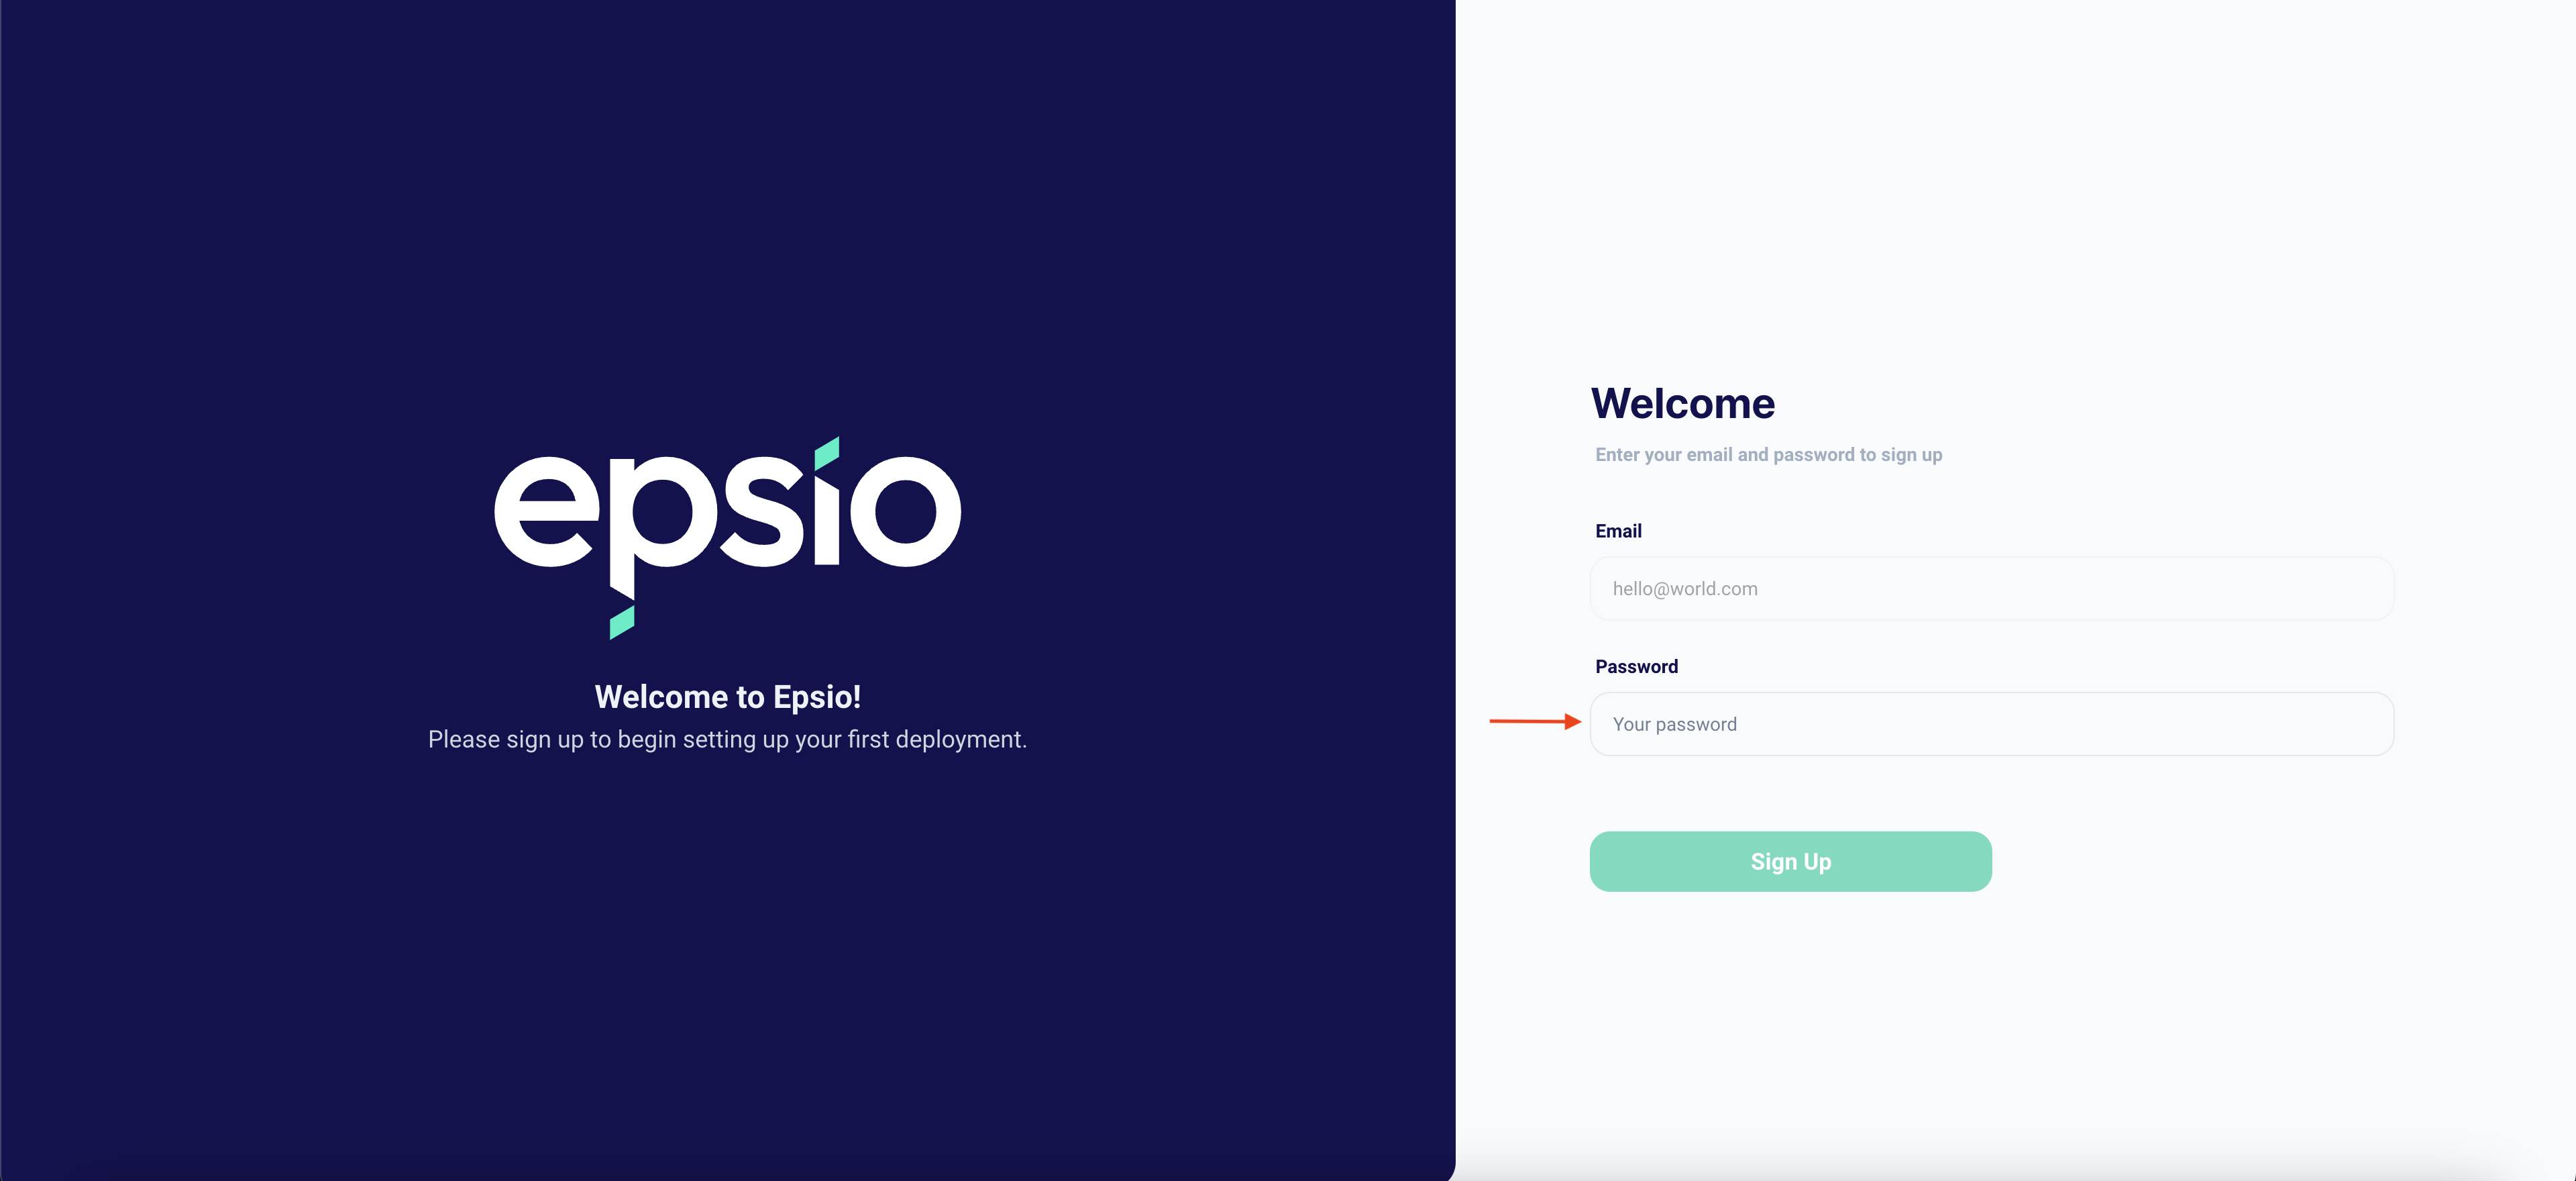 epsio
Welcome to Epsio!
Please sign up to begin setting up your first deployment.
Welcome
Enter your email and password to sign up
Email
hello@world.com
Password
Your password
Sign Up